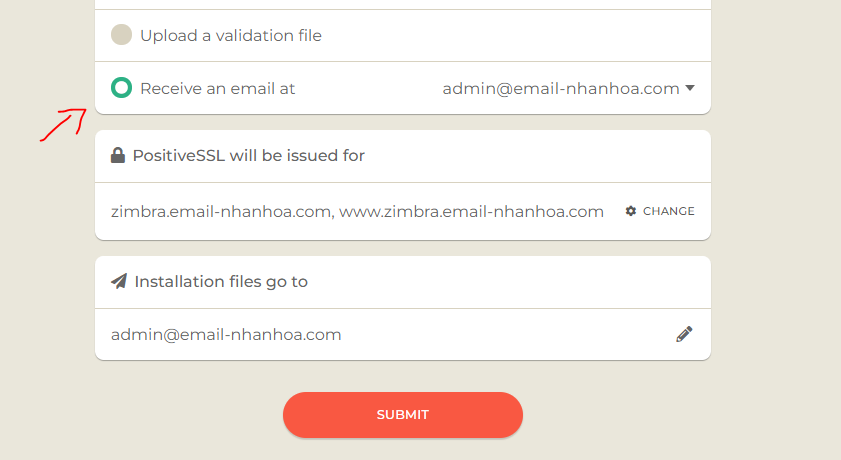 Upload a validation file
Receive an email at admin@email-nhanhoa.com
PositiveSSL will be issued for
zimbra.email-nhanhoa.com, www.zimbra.email-nhanhoa.com CHANGE
Installation files go to
admin@email-nhanhoa.com
SUBMIT